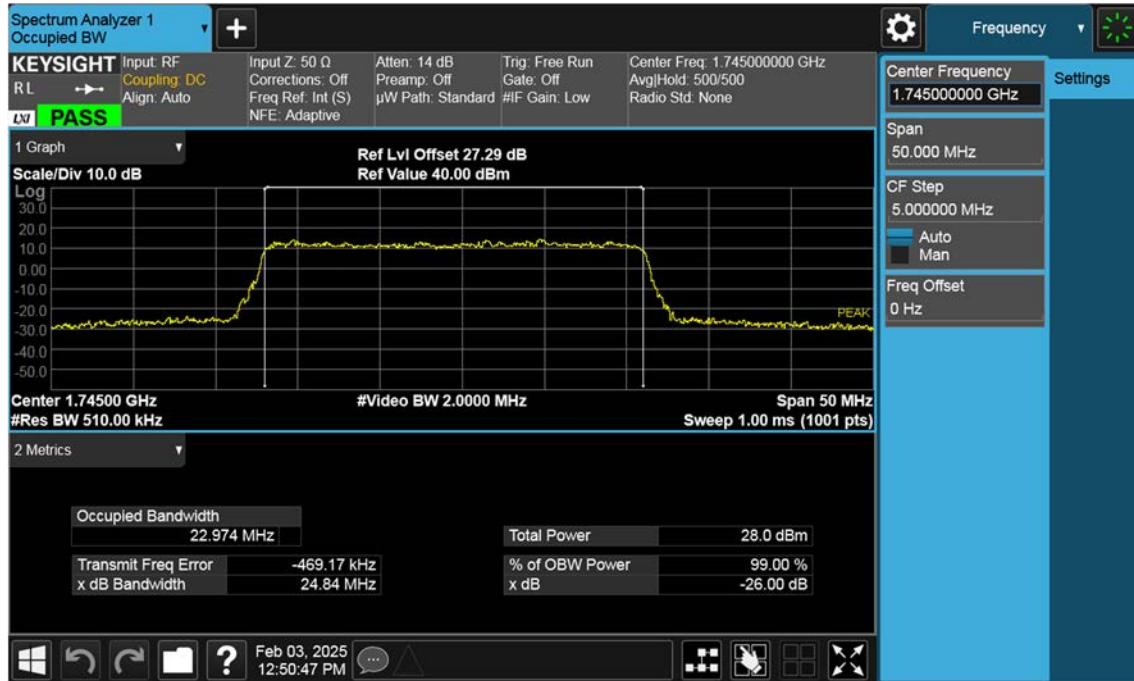 Spectrum Analyzer 1
Occupied BW
Frequency
KEYSIGHT
RL
LXI PASS
Input: RF
Coupling: DC
Align: Auto
Input Z: 50 Ω
Corrections: Off
Freq Ref: Int (S)
NFE: Adaptive
Atten: 14 dB
Preamp: Off
µW Path: Standard
Trig: Free Run
Gate: Off
#IF Gain: Low
Center Freq: 1.745000000 GHz
Avg|Hold: 500/500
Radio Std: None
1 Graph
Scale/Div 10.0 dB
Ref Lvl Offset 27.29 dB
Ref Value 40.00 dBm
Log
30.0
20.0
10.0
0.00
-10.0
-20.0
-30.0
-40.0
-50.0
PEAK
Center 1.74500 GHz
#Video BW 2.0000 MHz
Span 50 MHz
#Res BW 510.00 kHz
Sweep 1.00 ms (1001 pts)
2 Metrics
Occupied Bandwidth
22.974 MHz
Total Power 28.0 dBm
Transmit Freq Error -469.17 kHz
% of OBW Power 99.00 %
x dB Bandwidth 24.84 MHz
x dB -26.00 dB
Center Frequency
1.745000000 GHz
Settings
Span
50.000 MHz
CF Step
5.000000 MHz
Auto
Man
Freq Offset
0 Hz
?
Feb 03, 2025
12:50:47 PM